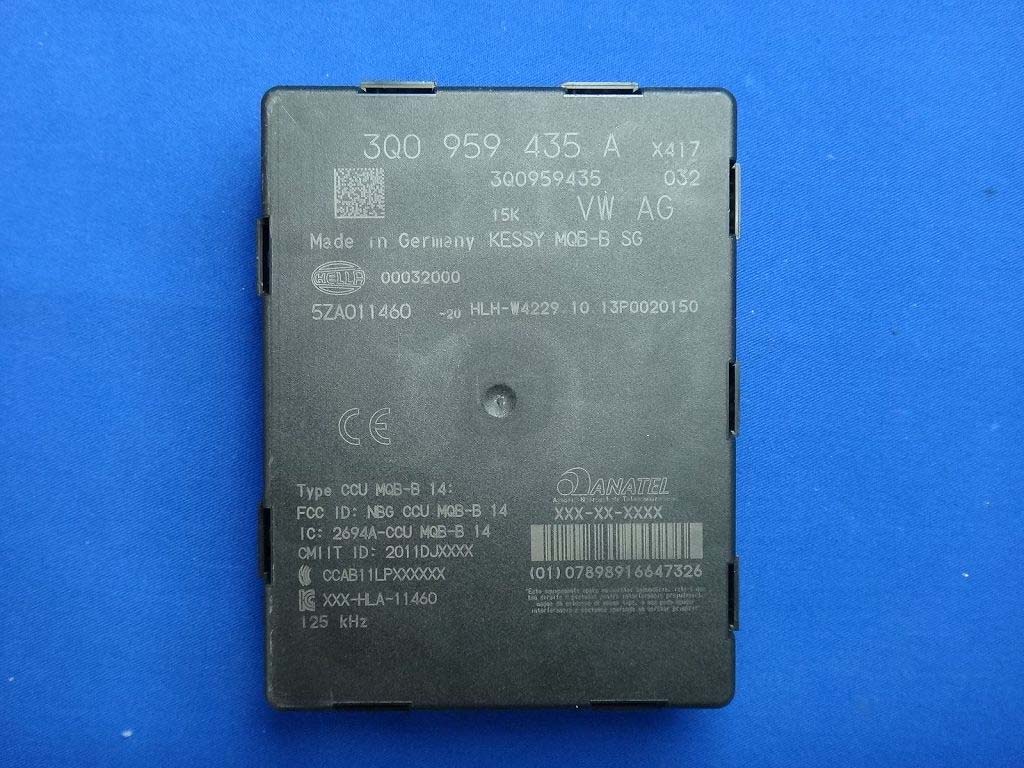 3Q0 959 435 A X417
3Q0959435 032
15K VW AG
Made in Germany KESSY MQB-B SG
HELLA 00032000
5ZA011460 -20 HLH-W4229 10 13P0020150
CE
Type CCU MQB-B 14:
FCC ID: NBG CCU MQB-B 14
IC: 2694A-CCU MQB-B 14
CMIIT ID: 2011DJXXXX
CCAB11LPXXXXXX
XXX-HLA-11460
125 kHz
ANATEL
XXX-XX-XXXX
(01)07898916647326